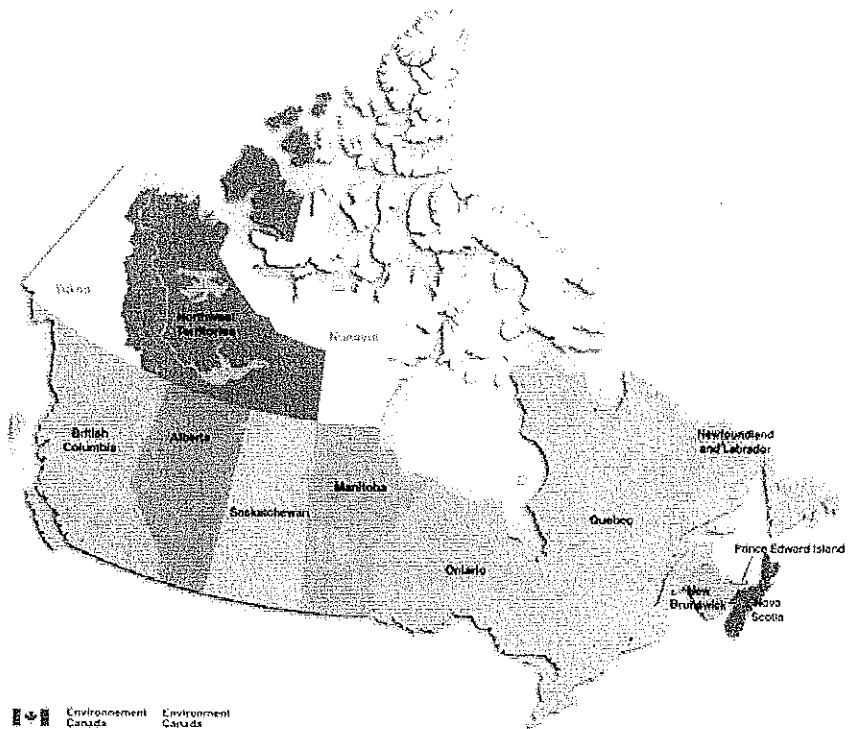 Yukon
Northwest
Territories
Nunavut
British
Columbia
Alberta
Saskatchewan
Manitoba
Ontario
Quebec
Newfoundland
and Labrador
Prince Edward Island
New
Brunswick
Nova
Scotia
Environnement
Canada
Environment
Canada